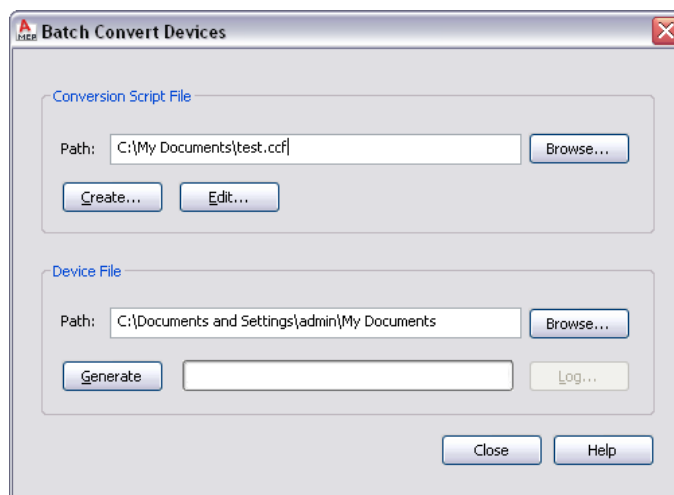 A
MEP
Batch Convert Devices
Conversion Script File
Path:
C:\My Documents\test.ccf
Browse...
Create...
Edit...
Device File
Path:
C:\Documents and Settings\admin\My Documents
Browse...
Generate
Log...
Close
Help